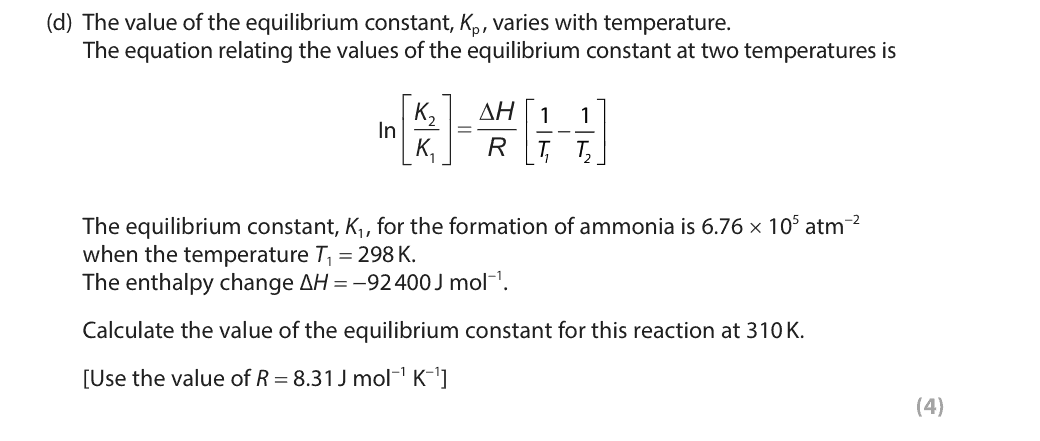 (d) The value of the equilibrium constant, Kₚ, varies with temperature.
The equation relating the values of the equilibrium constant at two temperatures is
ln[K₂/K₁] = ΔH/R [1/T₁ − 1/T₂]
The equilibrium constant, K₁, for the formation of ammonia is 6.76 × 10⁵ atm⁻²
when the temperature T₁ = 298 K.
The enthalpy change ΔH = −92 400 J mol⁻¹.
Calculate the value of the equilibrium constant for this reaction at 310 K.
[Use the value of R = 8.31 J mol⁻¹ K⁻¹]
(4)